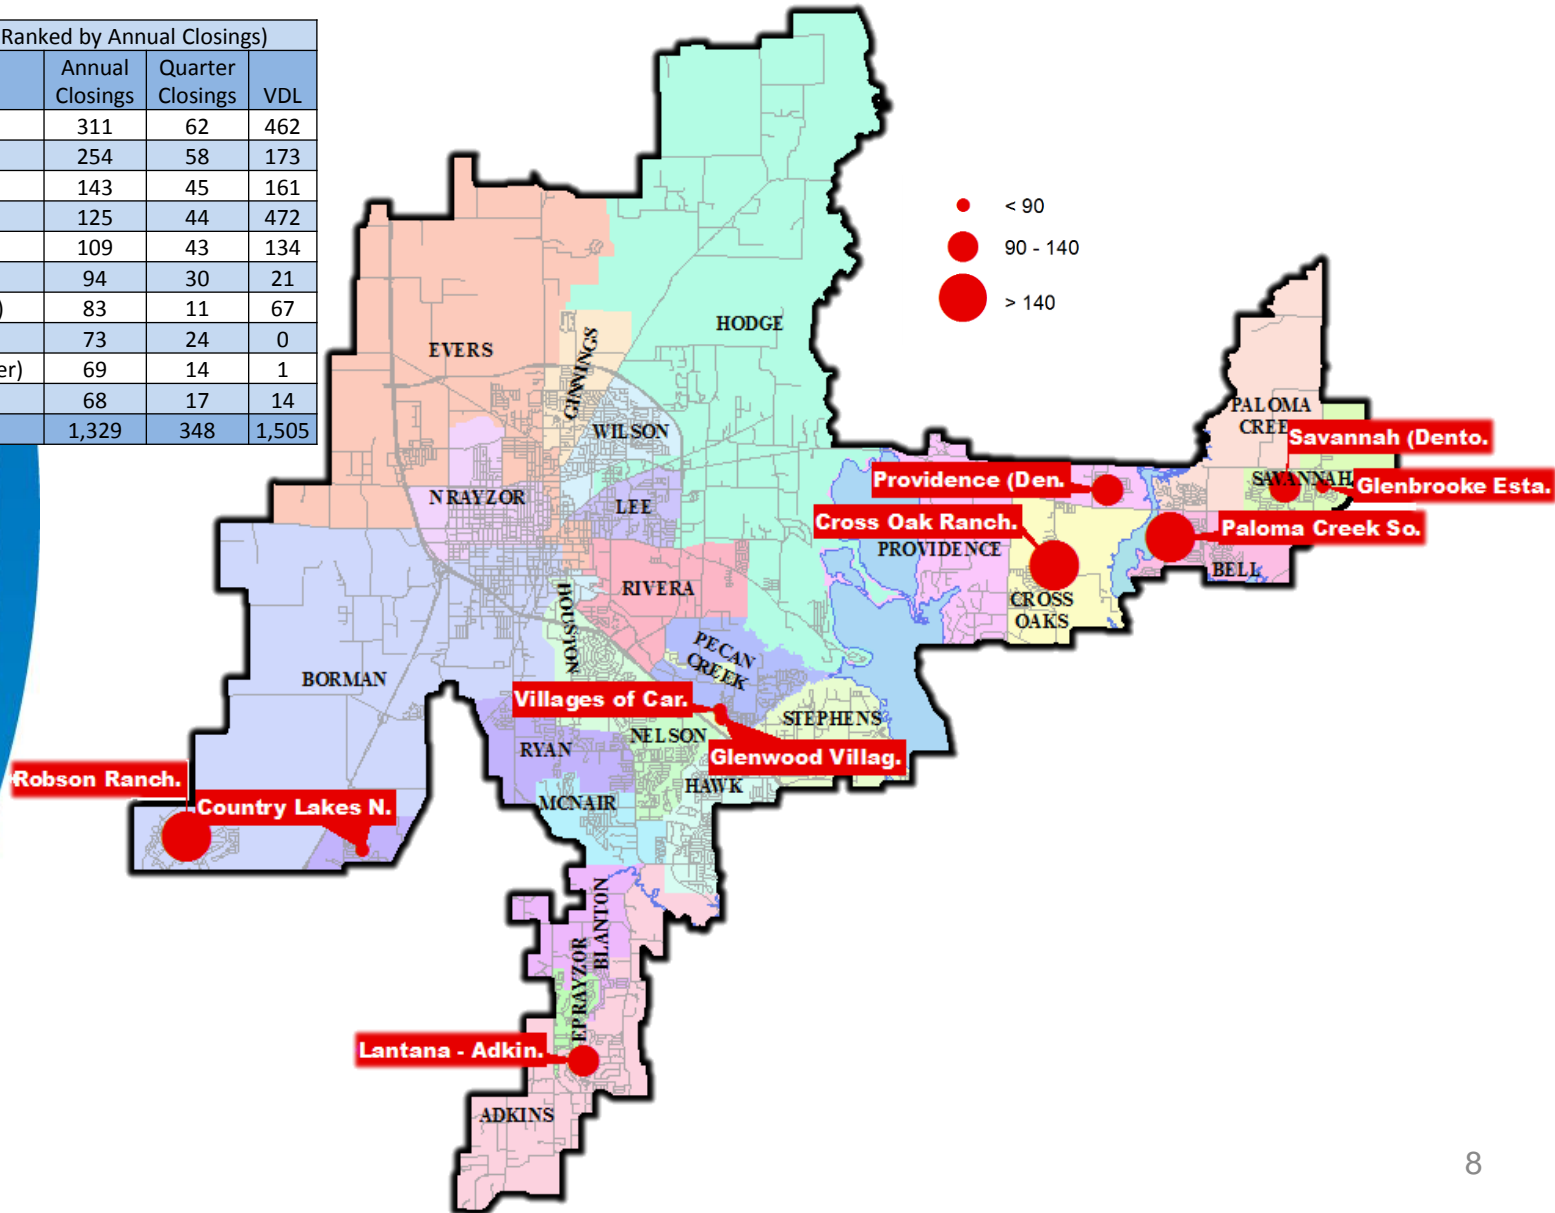 Ranked by Annual Closings)
Annual Closings Quarter Closings VDL
311 62 462
254 58 173
143 45 161
125 44 472
109 43 134
94 30 21
) 83 11 67
73 24 0
er) 69 14 1
68 17 14
1,329 348 1,505
< 90
90 - 140
> 140
HODGE
EVERS
GINNINGS
WILSON
PALOMA
CREE
Savannah (Dento.
SAVANNAH
Glenbrooke Esta.
Providence (Den.
N RAYZOR
LEE
Cross Oak Ranch.
Paloma Creek So.
PROVIDENCE
BELL
RIVERA
HOUSTON
CROSS
OAKS
PECAN
CREEK
BORMAN
Villages of Car.
STEPHENS
NELSON
RYAN
Glenwood Villag.
Robson Ranch.
HAWK
Country Lakes N.
MCNAIR
BLANTON
EPRAYZOR
Lantana - Adkin.
ADKINS
8